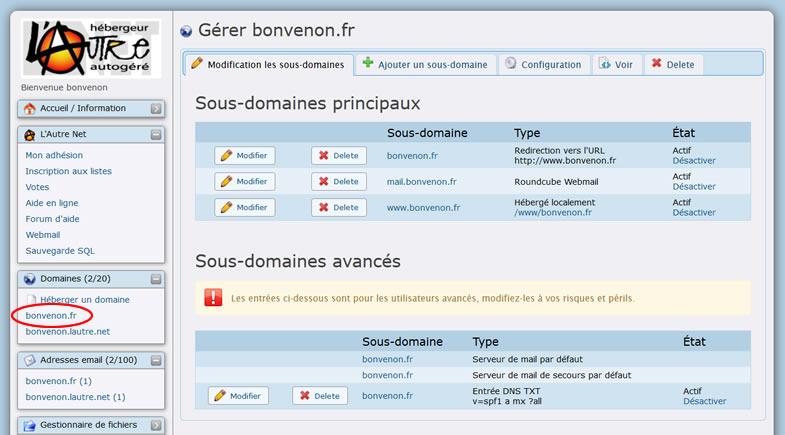 hébergeur
L'Autre
autogéré
NET
Bienvenue bonvenon
Accueil / Information
L'Autre Net
Mon adhésion
Inscription aux listes
Votes
Aide en ligne
Forum d'aide
Webmail
Sauvegarde SQL
Domaines (2/20)
Héberger un domaine
bonvenon.fr
bonvenon.lautre.net
Adresses email (2/100)
bonvenon.fr (1)
bonvenon.lautre.net (1)
Gestionnaire de fichiers
Gérer bonvenon.fr
Modification les sous-domaines Ajouter un sous-domaine Configuration Voir Delete
Sous-domaines principaux
Sous-domaine Type État
Modifier Delete bonvenon.fr Redirection vers l'URL Actif
http://www.bonvenon.fr Désactiver
Modifier Delete mail.bonvenon.fr Roundcube Webmail Actif
Désactiver
Modifier Delete www.bonvenon.fr Hébergé localement Actif
/www/bonvenon.fr Désactiver
Sous-domaines avancés
Les entrées ci-dessous sont pour les utilisateurs avancés, modifiez-les à vos risques et périls.
Sous-domaine Type État
bonvenon.fr Serveur de mail par défaut
bonvenon.fr Serveur de mail de secours par défaut
Modifier Delete bonvenon.fr Entrée DNS TXT Actif
v=spf1 a mx ?all Désactiver